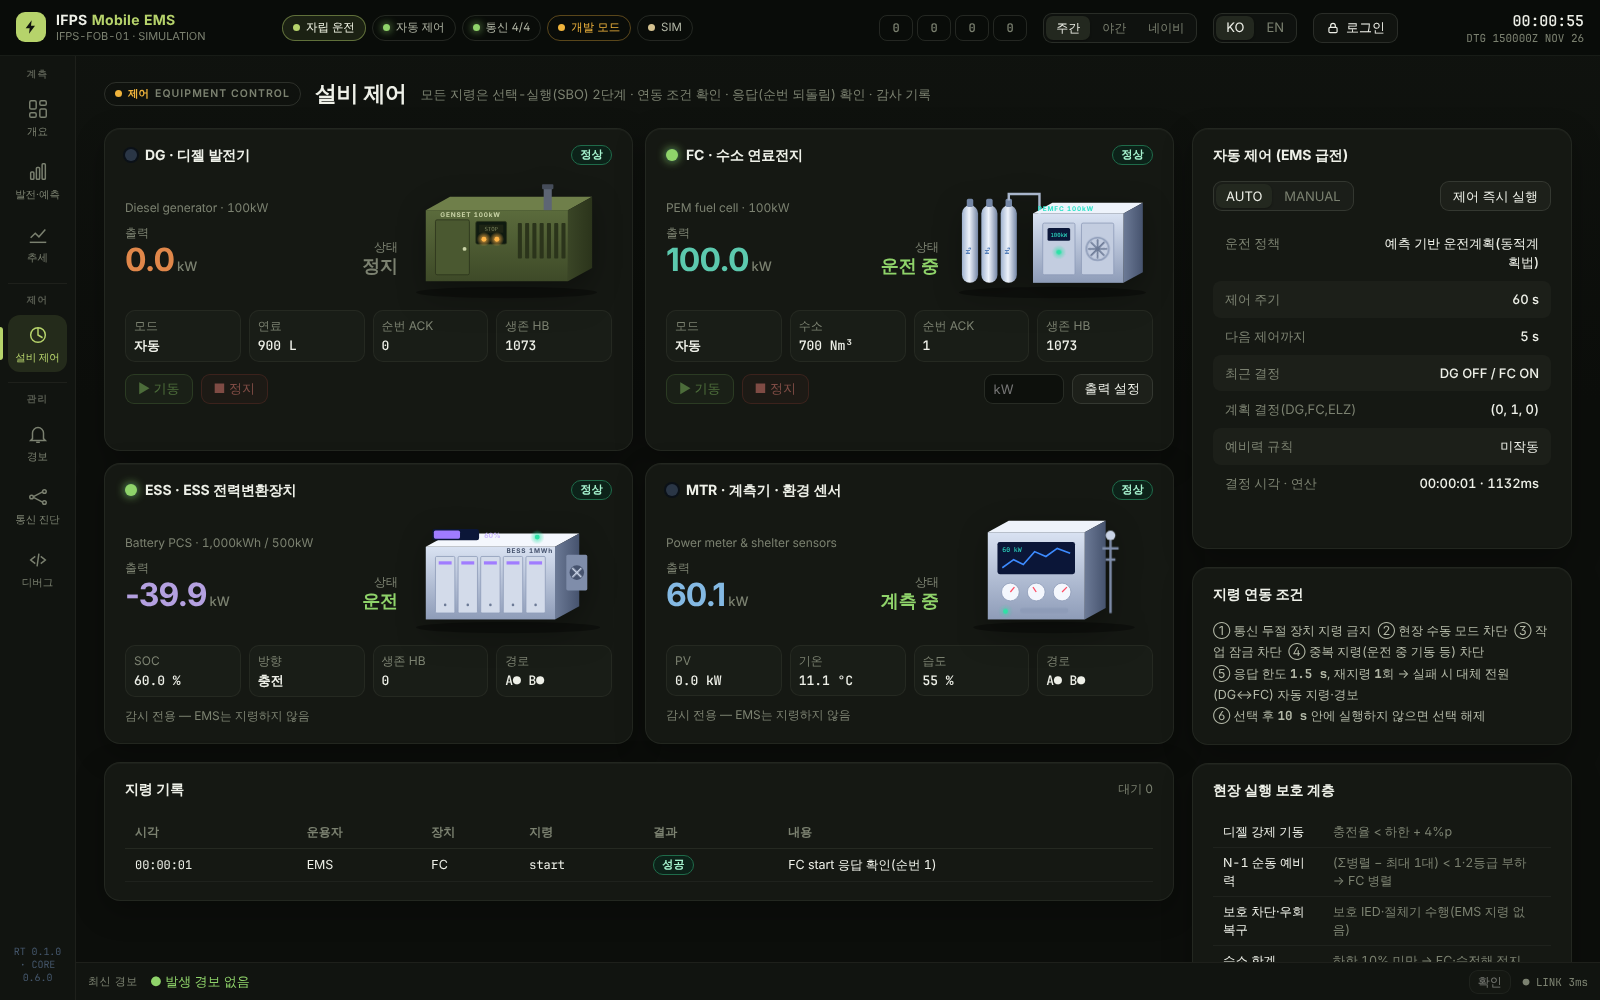 IFPS Mobile EMS
IFPS-FOB-01 · SIMULATION
자립 운전
자동 제어
통신 4/4
개발 모드
SIM
0 0 0 0
주간 야간 네이비
KO EN
로그인
00:00:55
DTG 150000Z NOV 26
계측
개요
발전·예측
추세
제어
설비 제어
관리
경보
통신 진단
디버그
RT 0.1.0
· CORE
0.6.0
제어 EQUIPMENT CONTROL
설비 제어
모든 지령은 선택-실행(SBO) 2단계 · 연동 조건 확인 · 응답(순번 되돌림) 확인 · 감사 기록
DG · 디젤 발전기
정상
Diesel generator · 100kW
출력
0.0 kW
상태
정지
GENSET 100kW
STOP
모드
자동
연료
900 L
순번 ACK
0
생존 HB
1073
▶ 기동
■ 정지
FC · 수소 연료전지
정상
PEM fuel cell · 100kW
출력
100.0 kW
상태
운전 중
H₂ H₂ H₂
EMFC 100kW
100kW
모드
자동
수소
700 Nm³
순번 ACK
1
생존 HB
1073
▶ 기동
■ 정지
kW
출력 설정
ESS · ESS 전력변환장치
정상
Battery PCS · 1,000kWh / 500kW
출력
-39.9 kW
상태
운전
60%
BESS 1MWh
SOC
60.0 %
방향
충전
생존 HB
0
경로
A● B●
감시 전용 — EMS는 지령하지 않음
MTR · 계측기 · 환경 센서
정상
Power meter & shelter sensors
출력
60.1 kW
상태
계측 중
60 kW
PV
0.0 kW
기온
11.1 °C
습도
55 %
경로
A● B●
감시 전용 — EMS는 지령하지 않음
지령 기록
대기 0
시각 운용자 장치 지령 결과 내용
00:00:01 EMS FC start 성공 FC start 응답 확인(순번 1)
자동 제어 (EMS 급전)
AUTO MANUAL
제어 즉시 실행
운전 정책 예측 기반 운전계획(동적계
획법)
제어 주기 60 s
다음 제어까지 5 s
최근 결정 DG OFF / FC ON
계획 결정(DG,FC,ELZ) (0, 1, 0)
예비력 규칙 미작동
결정 시각 · 연산 00:00:01 · 1132ms
지령 연동 조건
① 통신 두절 장치 지령 금지 ② 현장 수동 모드 차단 ③ 작
업 잠금 차단 ④ 중복 지령(운전 중 기동 등) 차단
⑤ 응답 한도 1.5 s, 재지령 1회 → 실패 시 대체 전원
(DG↔FC) 자동 지령·경보
⑥ 선택 후 10 s 안에 실행하지 않으면 선택 해제
현장 실행 보호 계층
디젤 강제 기동 충전율 < 하한 + 4%p
N-1 순동 예비 (Σ병렬 − 최대 1대) < 1·2등급 부하
력 → FC 병렬
보호 차단·우회 보호 IED·절체기 수행(EMS 지령 없
복구 음)
수소 한계 하한 10% 미만 → FC·수전해 정지
최신 경보
발생 경보 없음
확인
LINK 3ms